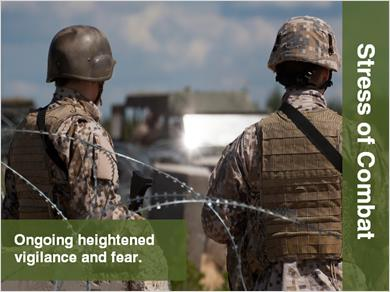 Stress of Combat
Ongoing heightened
vigilance and fear.